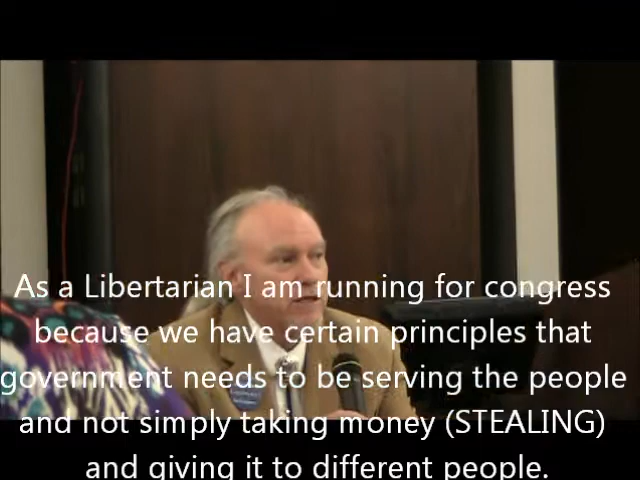 As a Libertarian I am running for congress
because we have certain principles that
government needs to be serving the people
and not simply taking money (STEALING)
and giving it to different people.